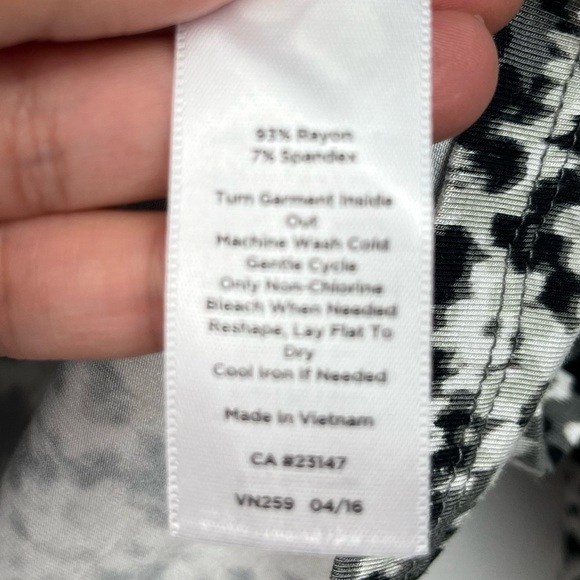 93% Rayon
7% Spandex
Turn Garment Inside
Out
Machine Wash Cold
Gentle Cycle
Only Non-Chlorine
Bleach When Needed
Reshape, Lay Flat To
Dry
Cool Iron If Needed
Made in Vietnam
CA #23147
VN259 04/16